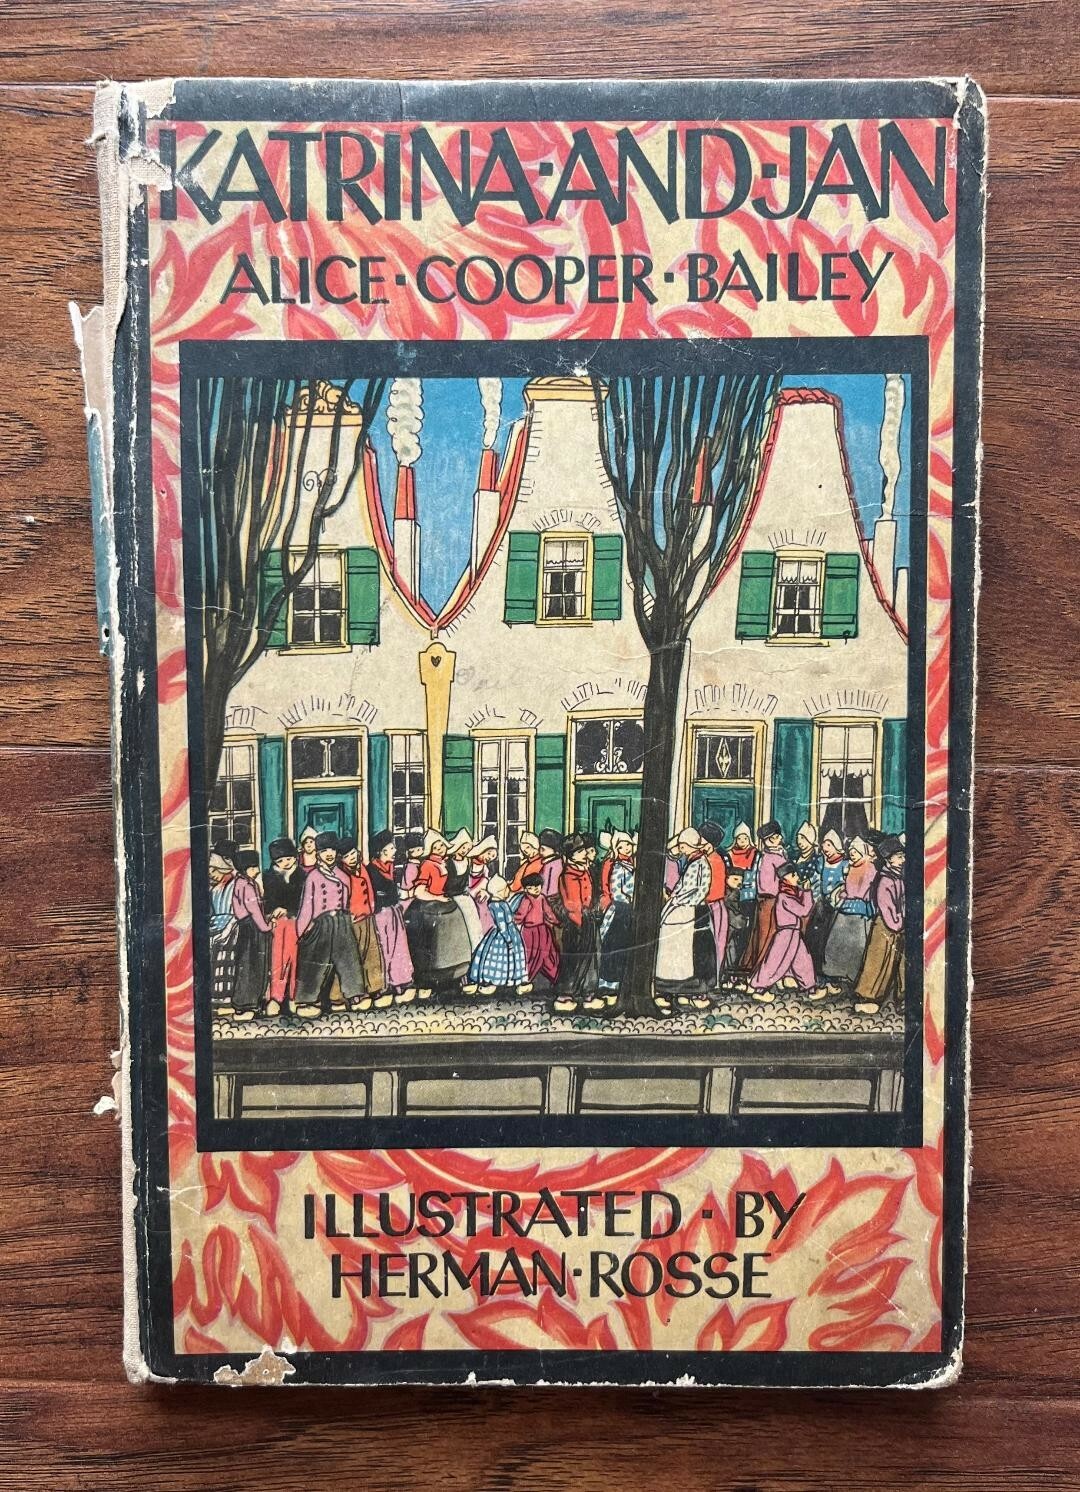 KATRINA·AND·JAN
ALICE·COOPER·BAILEY
ILLUSTRATED·BY
HERMAN·ROSSE